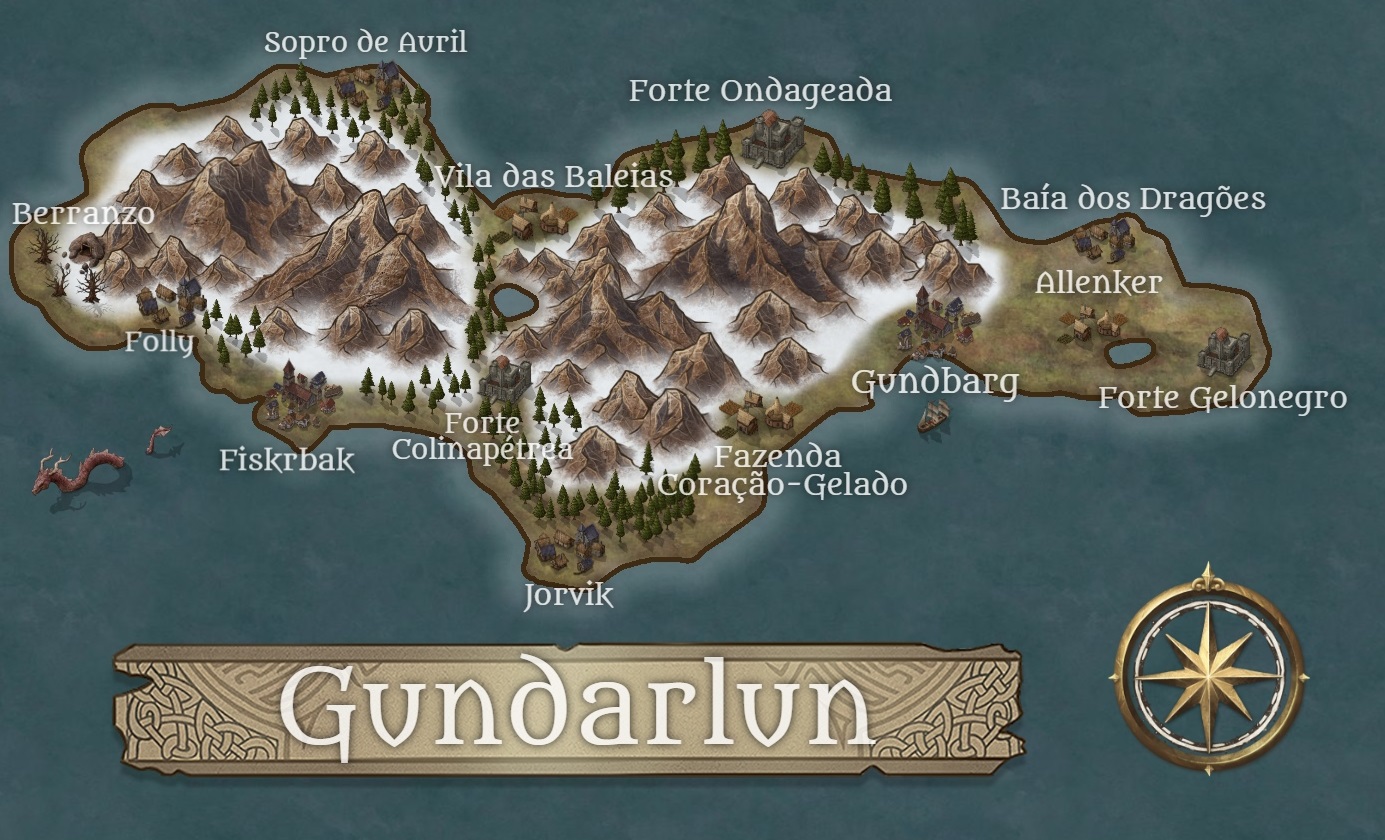 Sopro de Avril
Forte Ondageada
Vila das Baleias
Baía dos Dragões
Berranzo
Allenker
Folly
Gundbarg
Forte Gelonegro
Forte
Colinapétrea
Fiskrbak
Fazenda
Coração-Gelado
Jorvik
Gundarlun